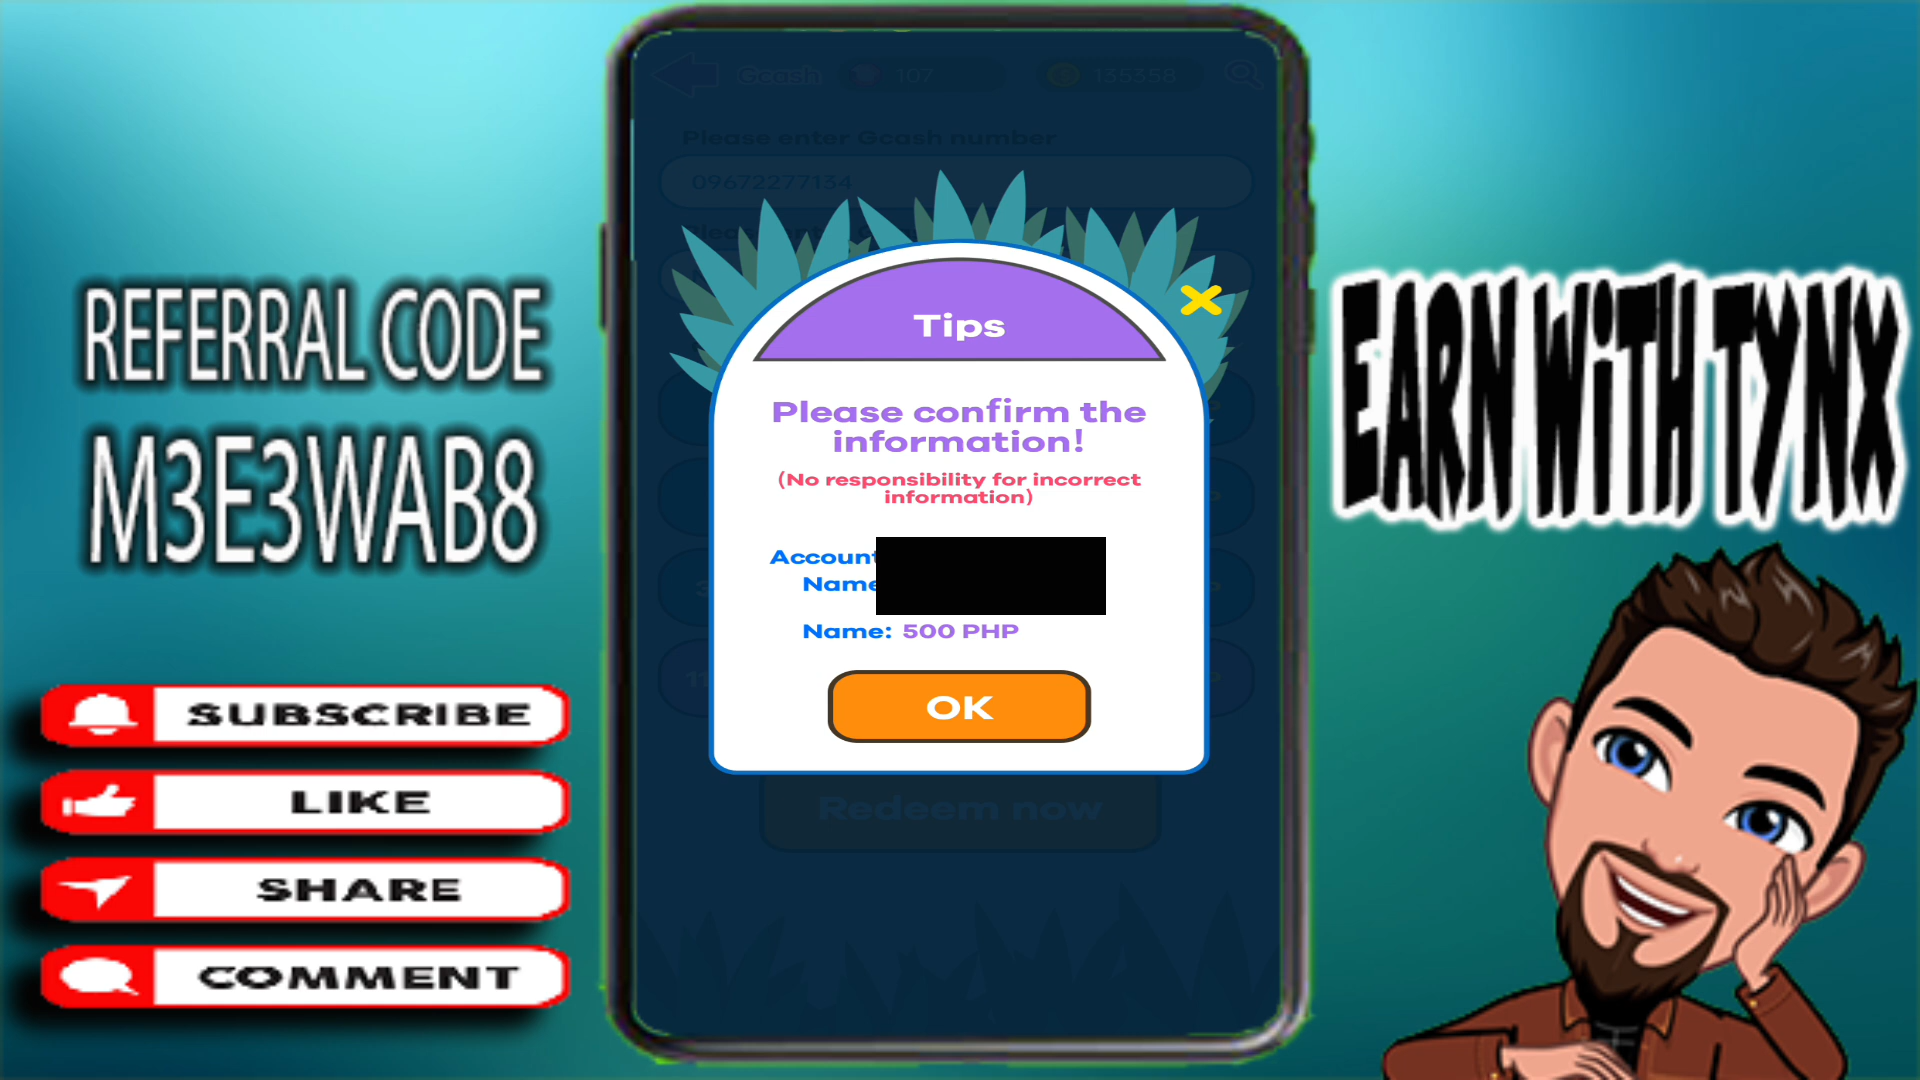 Gcash 107 135358
Please enter Gcash number
09672277134
Tips
Please confirm the
information!
(No responsibility for incorrect
information)
Account
Name
Name: 500 PHP
OK
Redeem now
REFERRAL CODE
M3E3WAB8
SUBSCRIBE
LIKE
SHARE
COMMENT
EARN WiTH TYNX